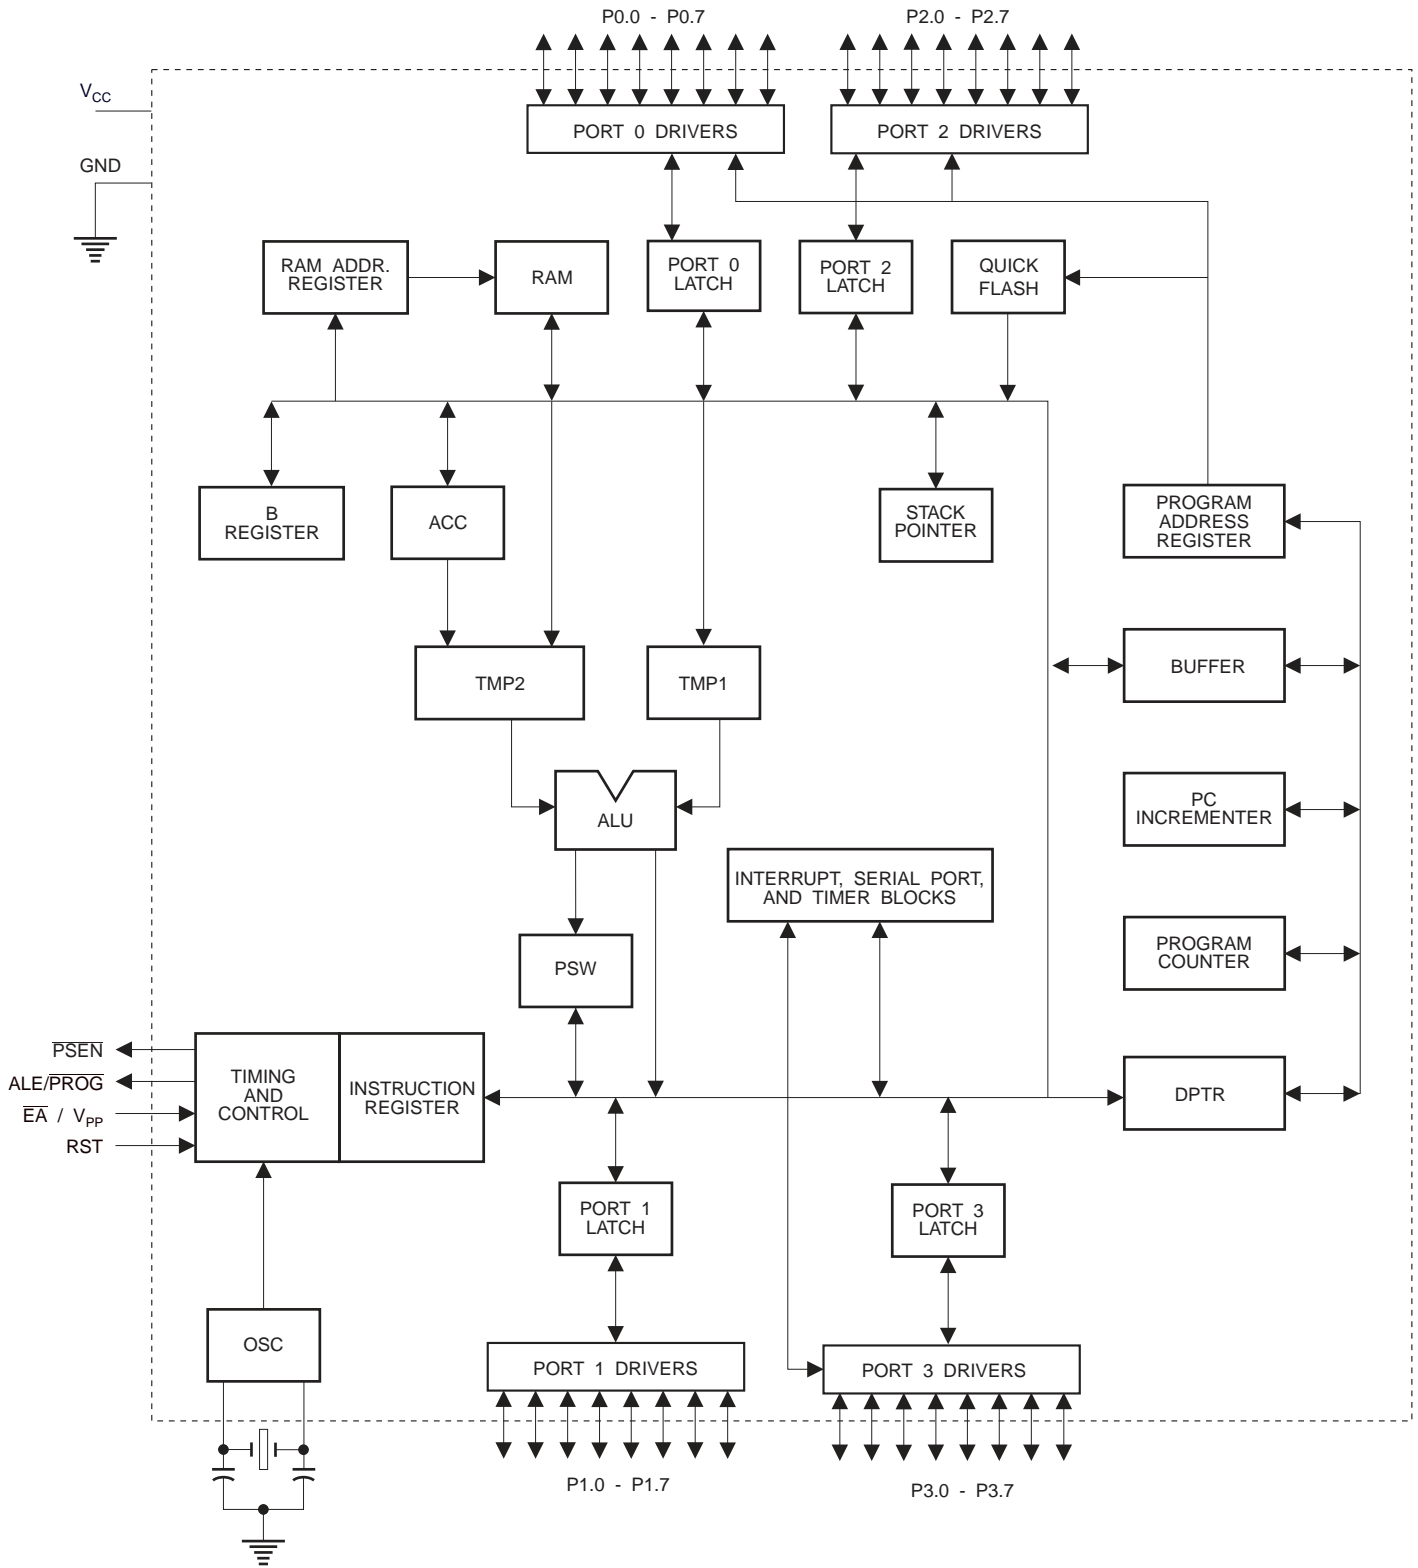 P0.0 - P0.7
P2.0 - P2.7
VCC
PORT 0 DRIVERS
PORT 2 DRIVERS
GND
RAM ADDR.
REGISTER
RAM
PORT 0
LATCH
PORT 2
LATCH
QUICK
FLASH
B
REGISTER
ACC
STACK
POINTER
PROGRAM
ADDRESS
REGISTER
TMP2
TMP1
BUFFER
ALU
PC
INCREMENTER
INTERRUPT, SERIAL PORT,
AND TIMER BLOCKS
PSW
PROGRAM
COUNTER
PSEN
ALE/PROG
EA / VPP
RST
TIMING
AND
CONTROL
INSTRUCTION
REGISTER
DPTR
PORT 1
LATCH
PORT 3
LATCH
OSC
PORT 1 DRIVERS
PORT 3 DRIVERS
P1.0 - P1.7
P3.0 - P3.7